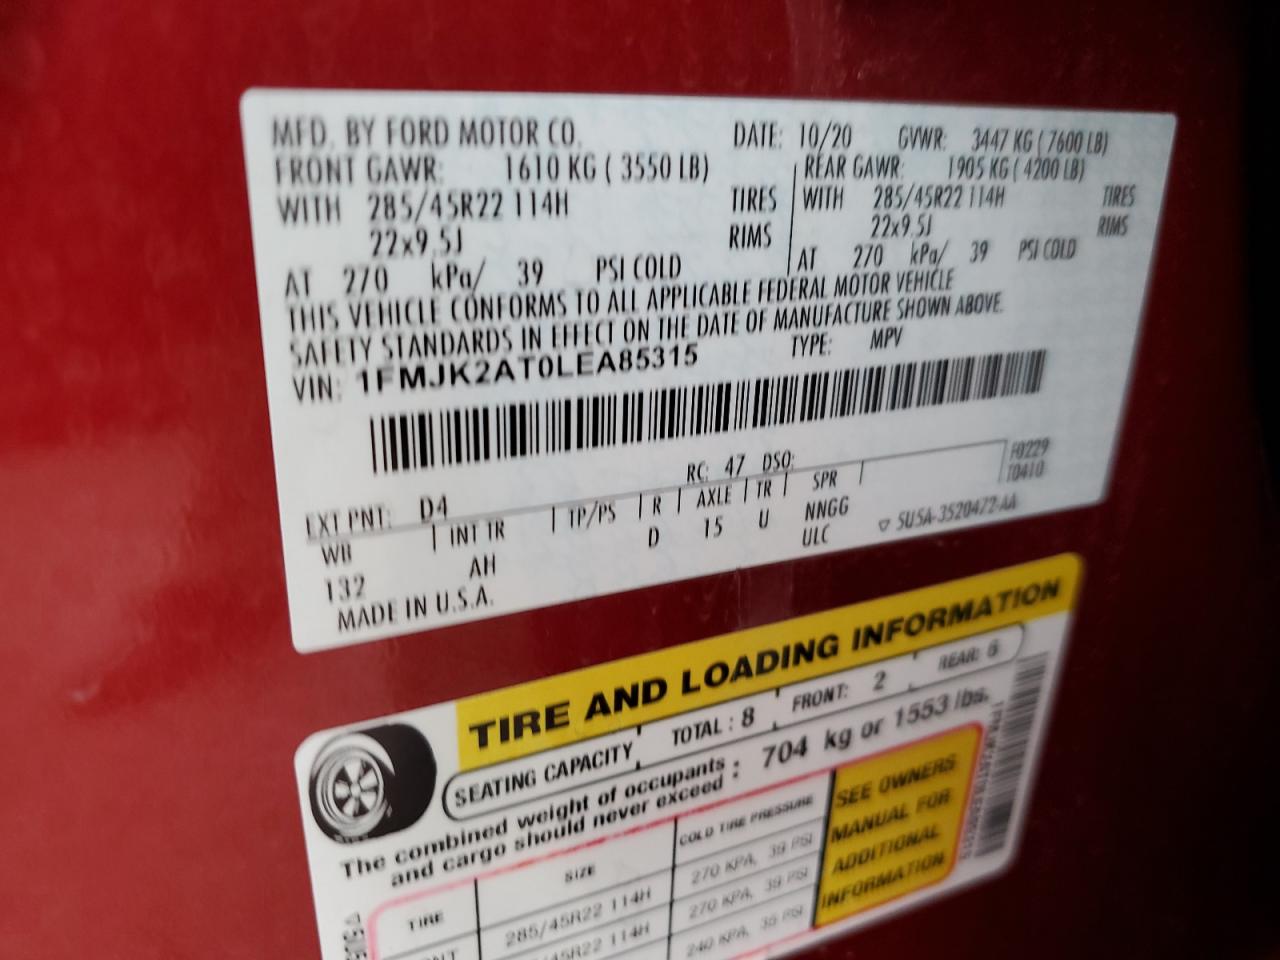 MFD. BY FORD MOTOR CO. DATE: 10/20 GVWR: 3447 KG ( 7600 LB)
FRONT GAWR: 1610 KG ( 3550 LB) REAR GAWR: 1905 KG ( 4200 LB)
WITH 285/45R22 114H TIRES WITH 285/45R22 114H TIRES
22x9.5J RIMS 22x9.5J RIMS
AT 270 kPa/ 39 PSI COLD AT 270 kPa/ 39 PSI COLD
THIS VEHICLE CONFORMS TO ALL APPLICABLE FEDERAL MOTOR VEHICLE
SAFETY STANDARDS IN EFFECT ON THE DATE OF MANUFACTURE SHOWN ABOVE.
VIN: 1FMJK2AT0LEA85315 TYPE: MPV
F0229
T0410
RC: 47 DSO:
EXT PNT: D4
WB INT TR TP/PS R AXLE TR SPR
132 AH D 15 U NNGG
ULC
▽ 5U5A-3520472-AA
MADE IN U.S.A.
TIRE AND LOADING INFORMATION
SEATING CAPACITY TOTAL : 8 FRONT: 2 REAR: 6
The combined weight of occupants : 704 kg or 1553 lbs.
and cargo should never exceed
TIRE SIZE COLD TIRE PRESSURE
285/45R22 114H 270 KPA, 39 PSI
45R22 114H 270 KPA, 39 PSI
240 KPA, 35 PSI
SEE OWNERS
MANUAL FOR
ADDITIONAL
INFORMATION